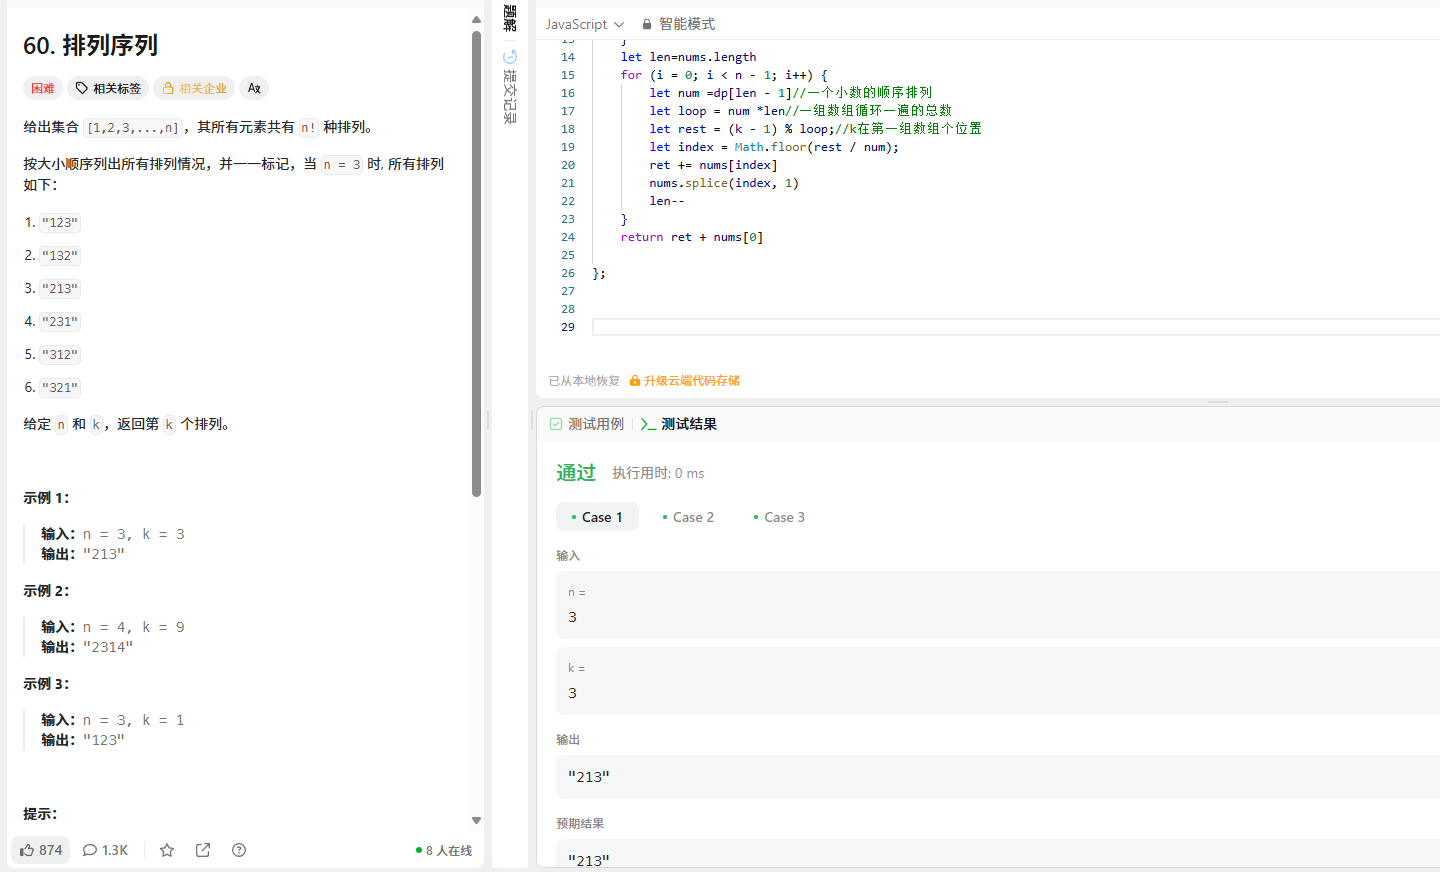 60. 排列序列
困难
相关标签
相关企业
给出集合 [1,2,3,...,n]，其所有元素共有 n! 种排列。
按大小顺序列出所有排列情况，并一一标记，当 n = 3 时, 所有排列
如下：
1. "123"
2. "132"
3. "213"
4. "231"
5. "312"
6. "321"
给定 n 和 k，返回第 k 个排列。
示例 1：
输入：n = 3, k = 3
输出："213"
示例 2：
输入：n = 4, k = 9
输出："2314"
示例 3：
输入：n = 3, k = 1
输出："123"
提示：
874
1.3K
8 人在线
题解
提交记录
JavaScript
智能模式
13 }
14 let len=nums.length
15 for (i = 0; i < n - 1; i++) {
16 let num =dp[len - 1]//一个小数的顺序排列
17 let loop = num *len//一组数组循环一遍的总数
18 let rest = (k - 1) % loop;//k在第一组数组个位置
19 let index = Math.floor(rest / num);
20 ret += nums[index]
21 nums.splice(index, 1)
22 len--
23 }
24 return ret + nums[0]
25
26 };
27
28
29
已从本地恢复
升级云端代码存储
测试用例
测试结果
通过
执行用时: 0 ms
Case 1
Case 2
Case 3
输入
n =
3
k =
3
输出
"213"
预期结果
"213"